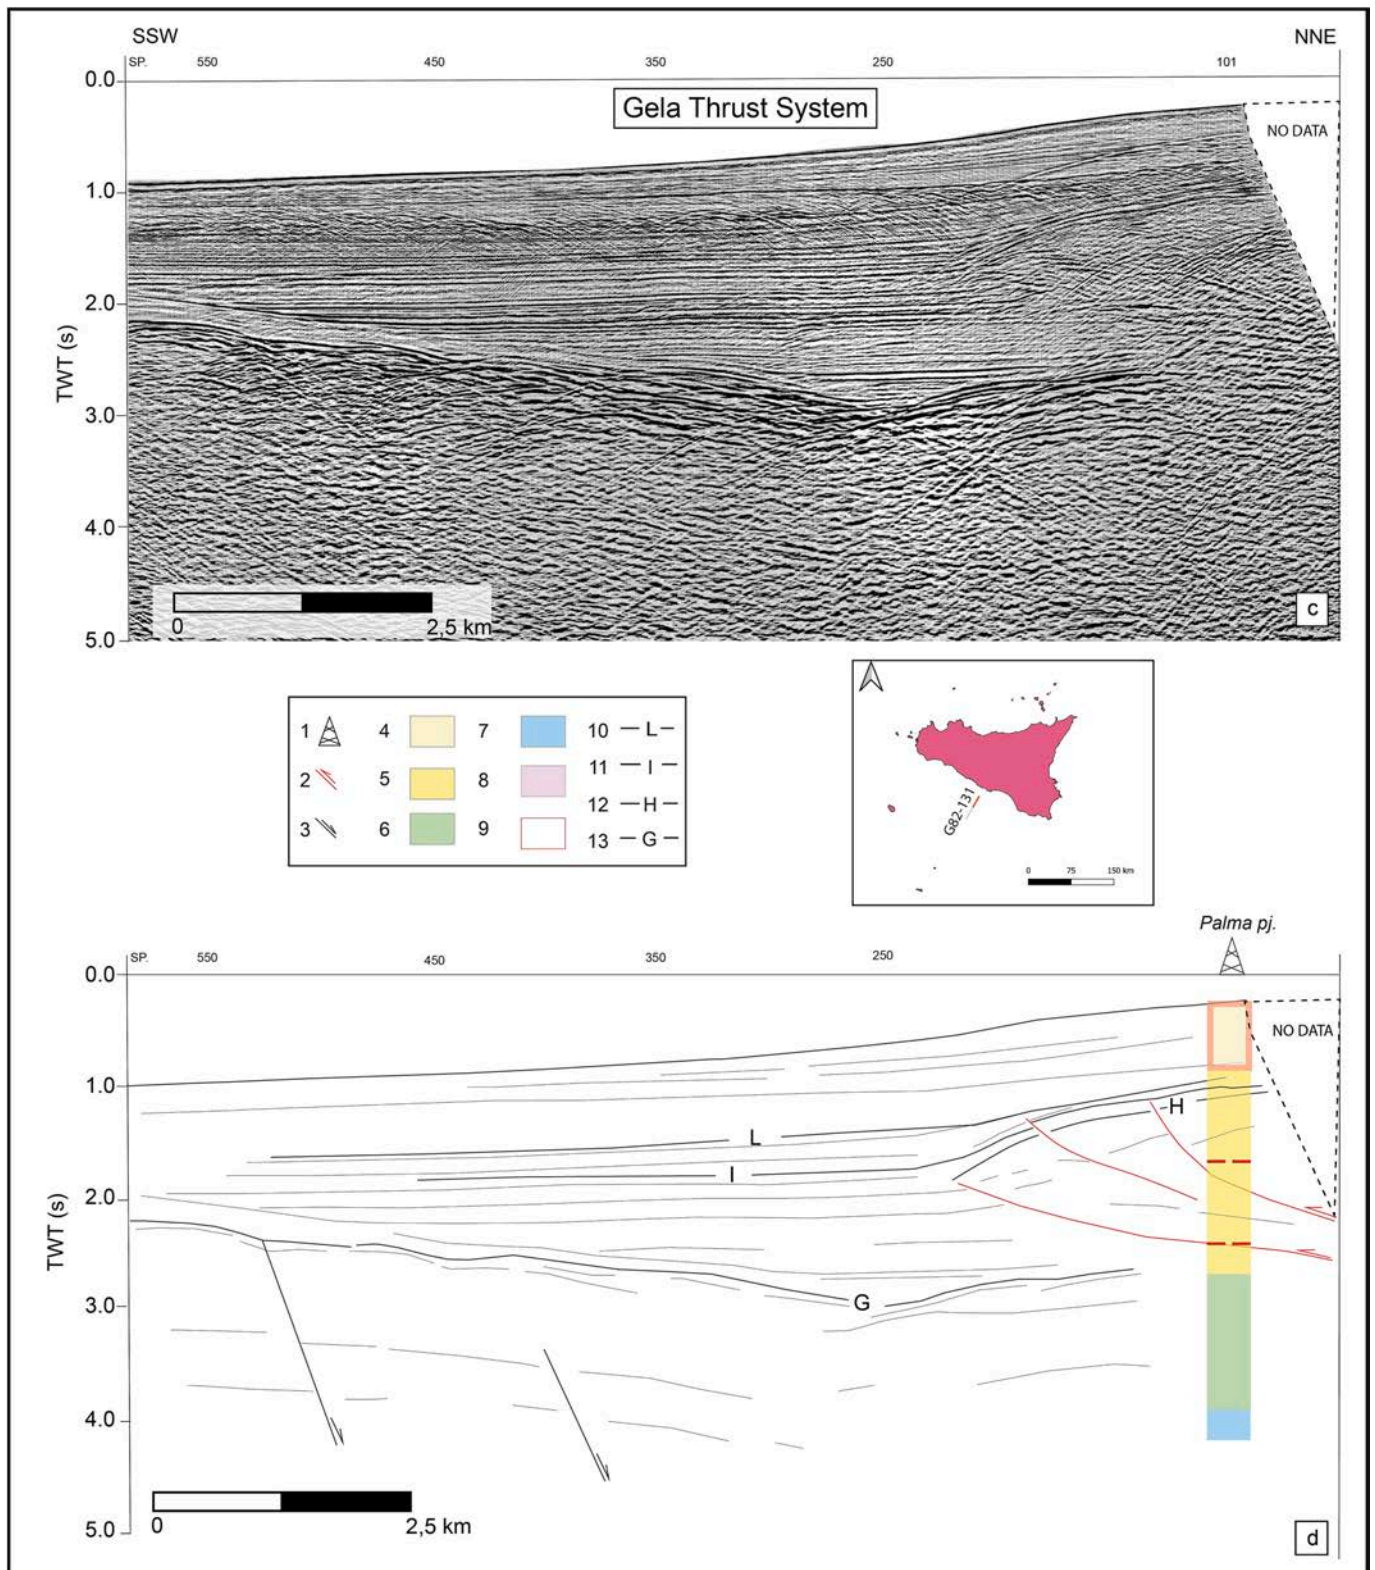 SSW NNE
SP. 550 450 350 250 101
0.0
Gela Thrust System
NO DATA
1.0
2.0
TWT (s)
3.0
4.0
0 2,5 km
5.0
c
1 4 7 10 L
2 5 8 11 I
3 6 9 12 H
13 G
G82-131
0 75 150 km
Palma pj.
SP. 550 450 350 250
0.0
NO DATA
1.0
H
L
I
2.0
TWT (s)
3.0
G
4.0
0 2,5 km
5.0
d